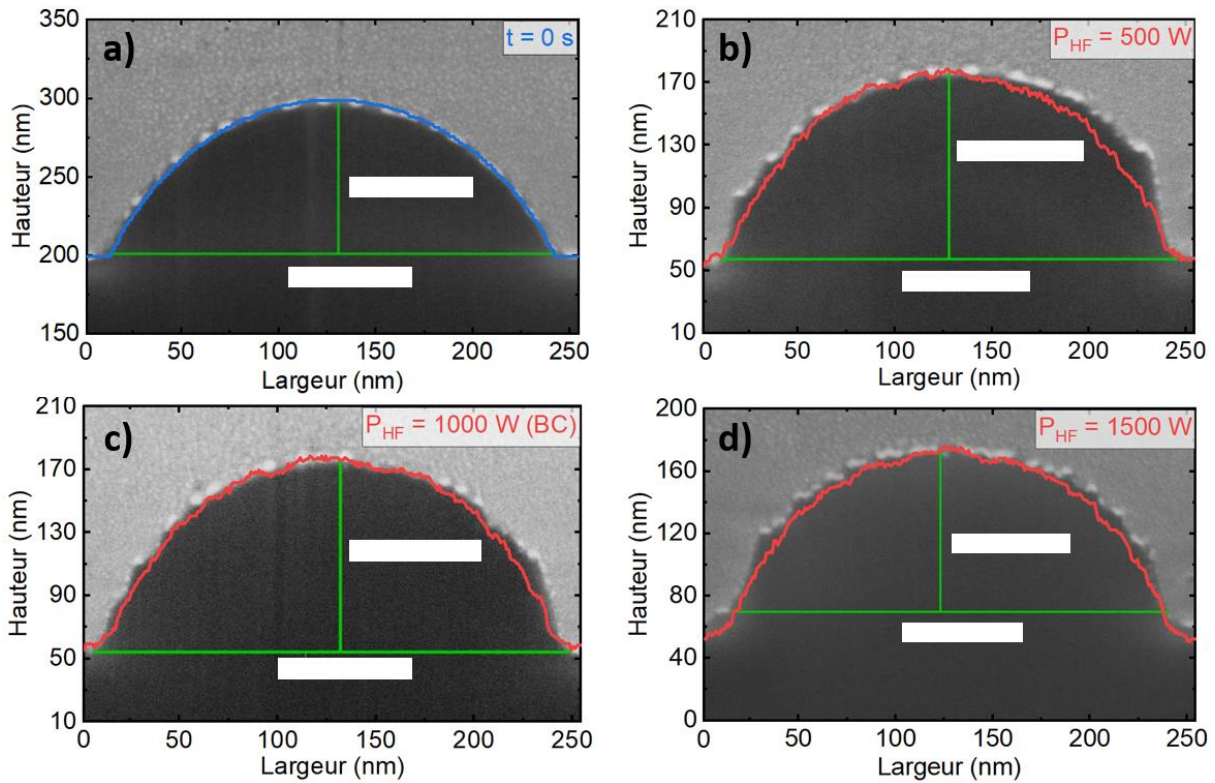 a)
t = 0 s
350
300
250
200
150
Hauteur (nm)
0 50 100 150 200 250
Largeur (nm)
b)
P_HF = 500 W
210
170
130
90
50
10
Hauteur (nm)
0 50 100 150 200 250
Largeur (nm)
c)
P_HF = 1000 W (BC)
210
170
130
90
50
10
Hauteur (nm)
0 50 100 150 200 250
Largeur (nm)
d)
P_HF = 1500 W
200
160
120
80
40
0
Hauteur (nm)
0 50 100 150 200 250
Largeur (nm)